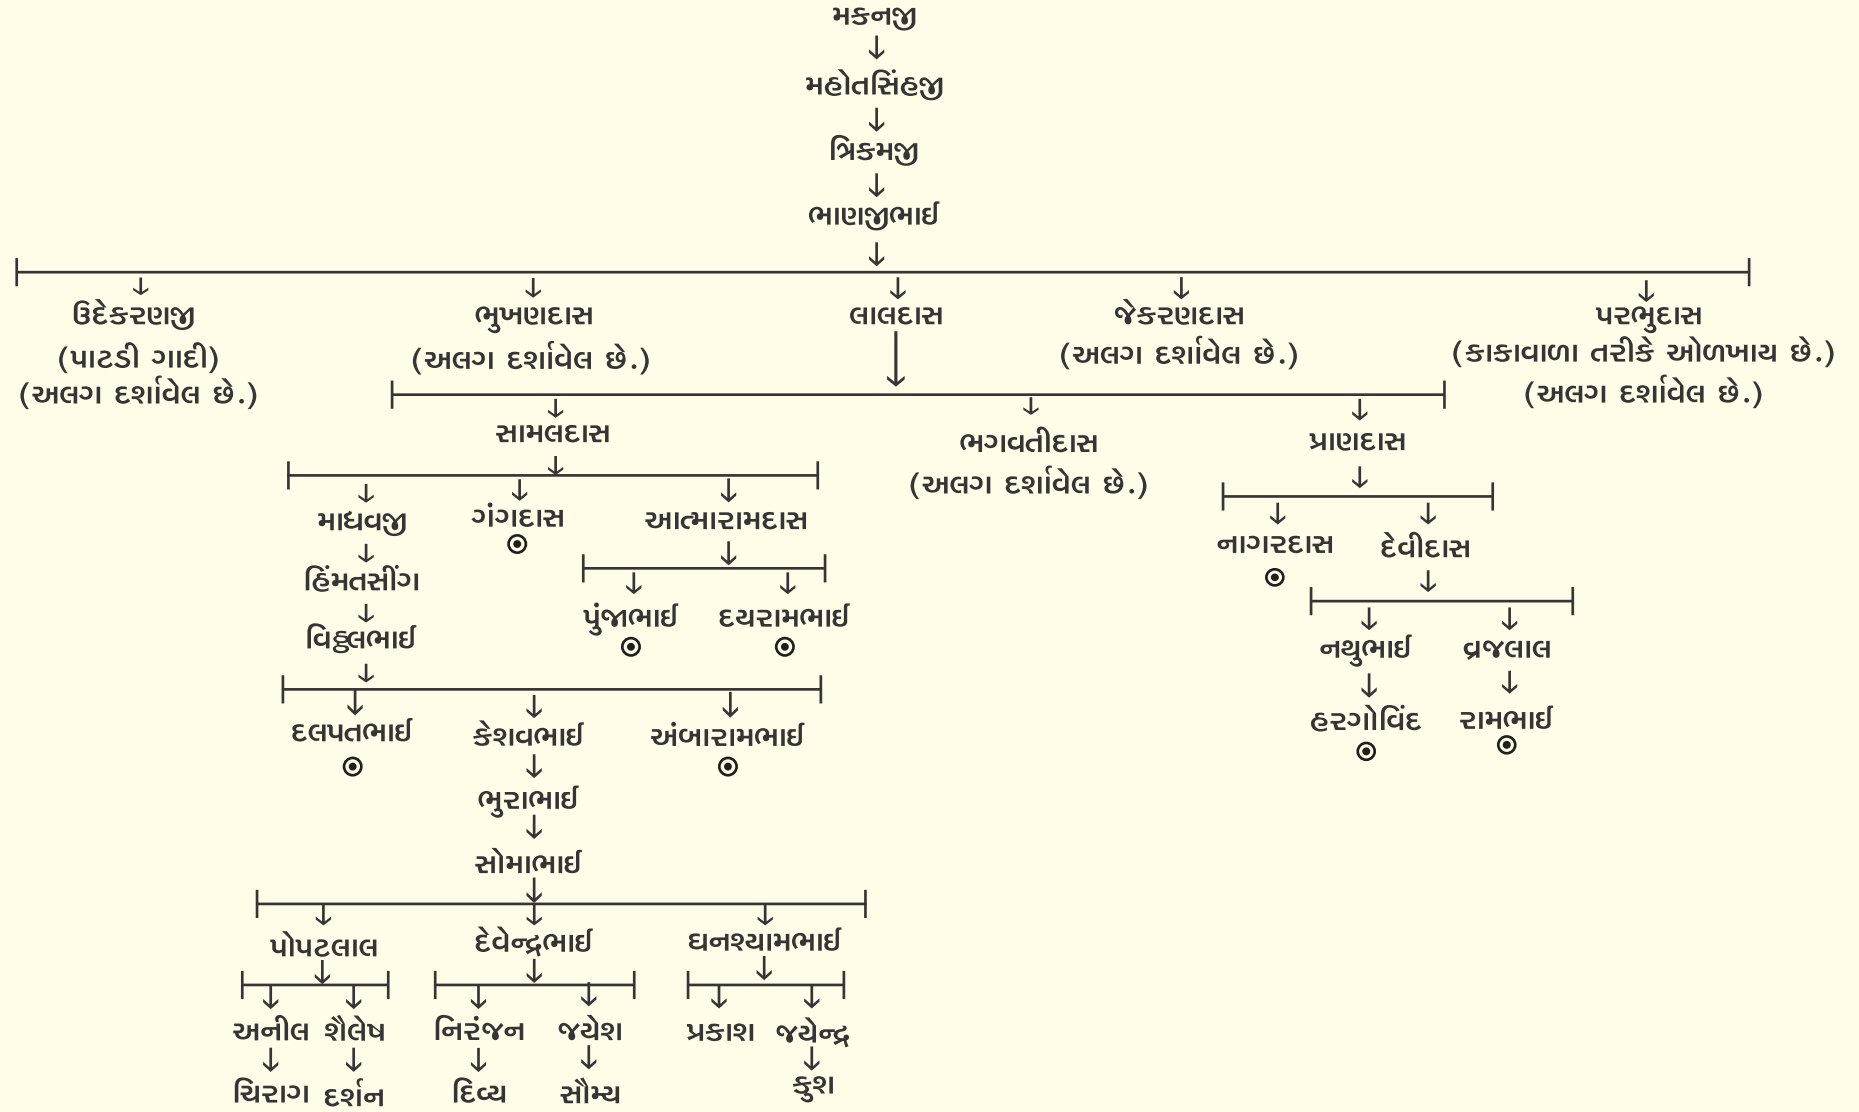 મકનજી
મહોતસિંહજી
ત્રિકમજી
ભાણજીભાઈ
ઉદેકરણજી ભુખણદાસ લાલદાસ જેકરણદાસ પરભુદાસ
(પાટડી ગાદી) (અલગ દર્શાવેલ છે.) (અલગ દર્શાવેલ છે.) (કાકાવાળા તરીકે ઓળખાય છે.)
(અલગ દર્શાવેલ છે.) (અલગ દર્શાવેલ છે.)
સામલદાસ ભગવતીદાસ પ્રાણદાસ
(અલગ દર્શાવેલ છે.)
માધવજી ગંગદાસ આત્મારામદાસ નાગરદાસ દેવીદાસ
હિંમતસીંગ પુંજાભાઈ દયરામભાઈ
વિઠ્ઠલભાઈ નથુભાઈ વ્રજલાલ
દલપતભાઈ કેશવભાઈ અંબારામભાઈ હરગોવિંદ રામભાઈ
ભુરાભાઈ
સોમાભાઈ
પોપટલાલ દેવેન્દ્રભાઈ ઘનશ્યામભાઈ
અનીલ શૈલેષ નિરંજન જયેશ પ્રકાશ જયેન્દ્ર
ચિરાગ દર્શન દિવ્ય સૌમ્ય કુશ